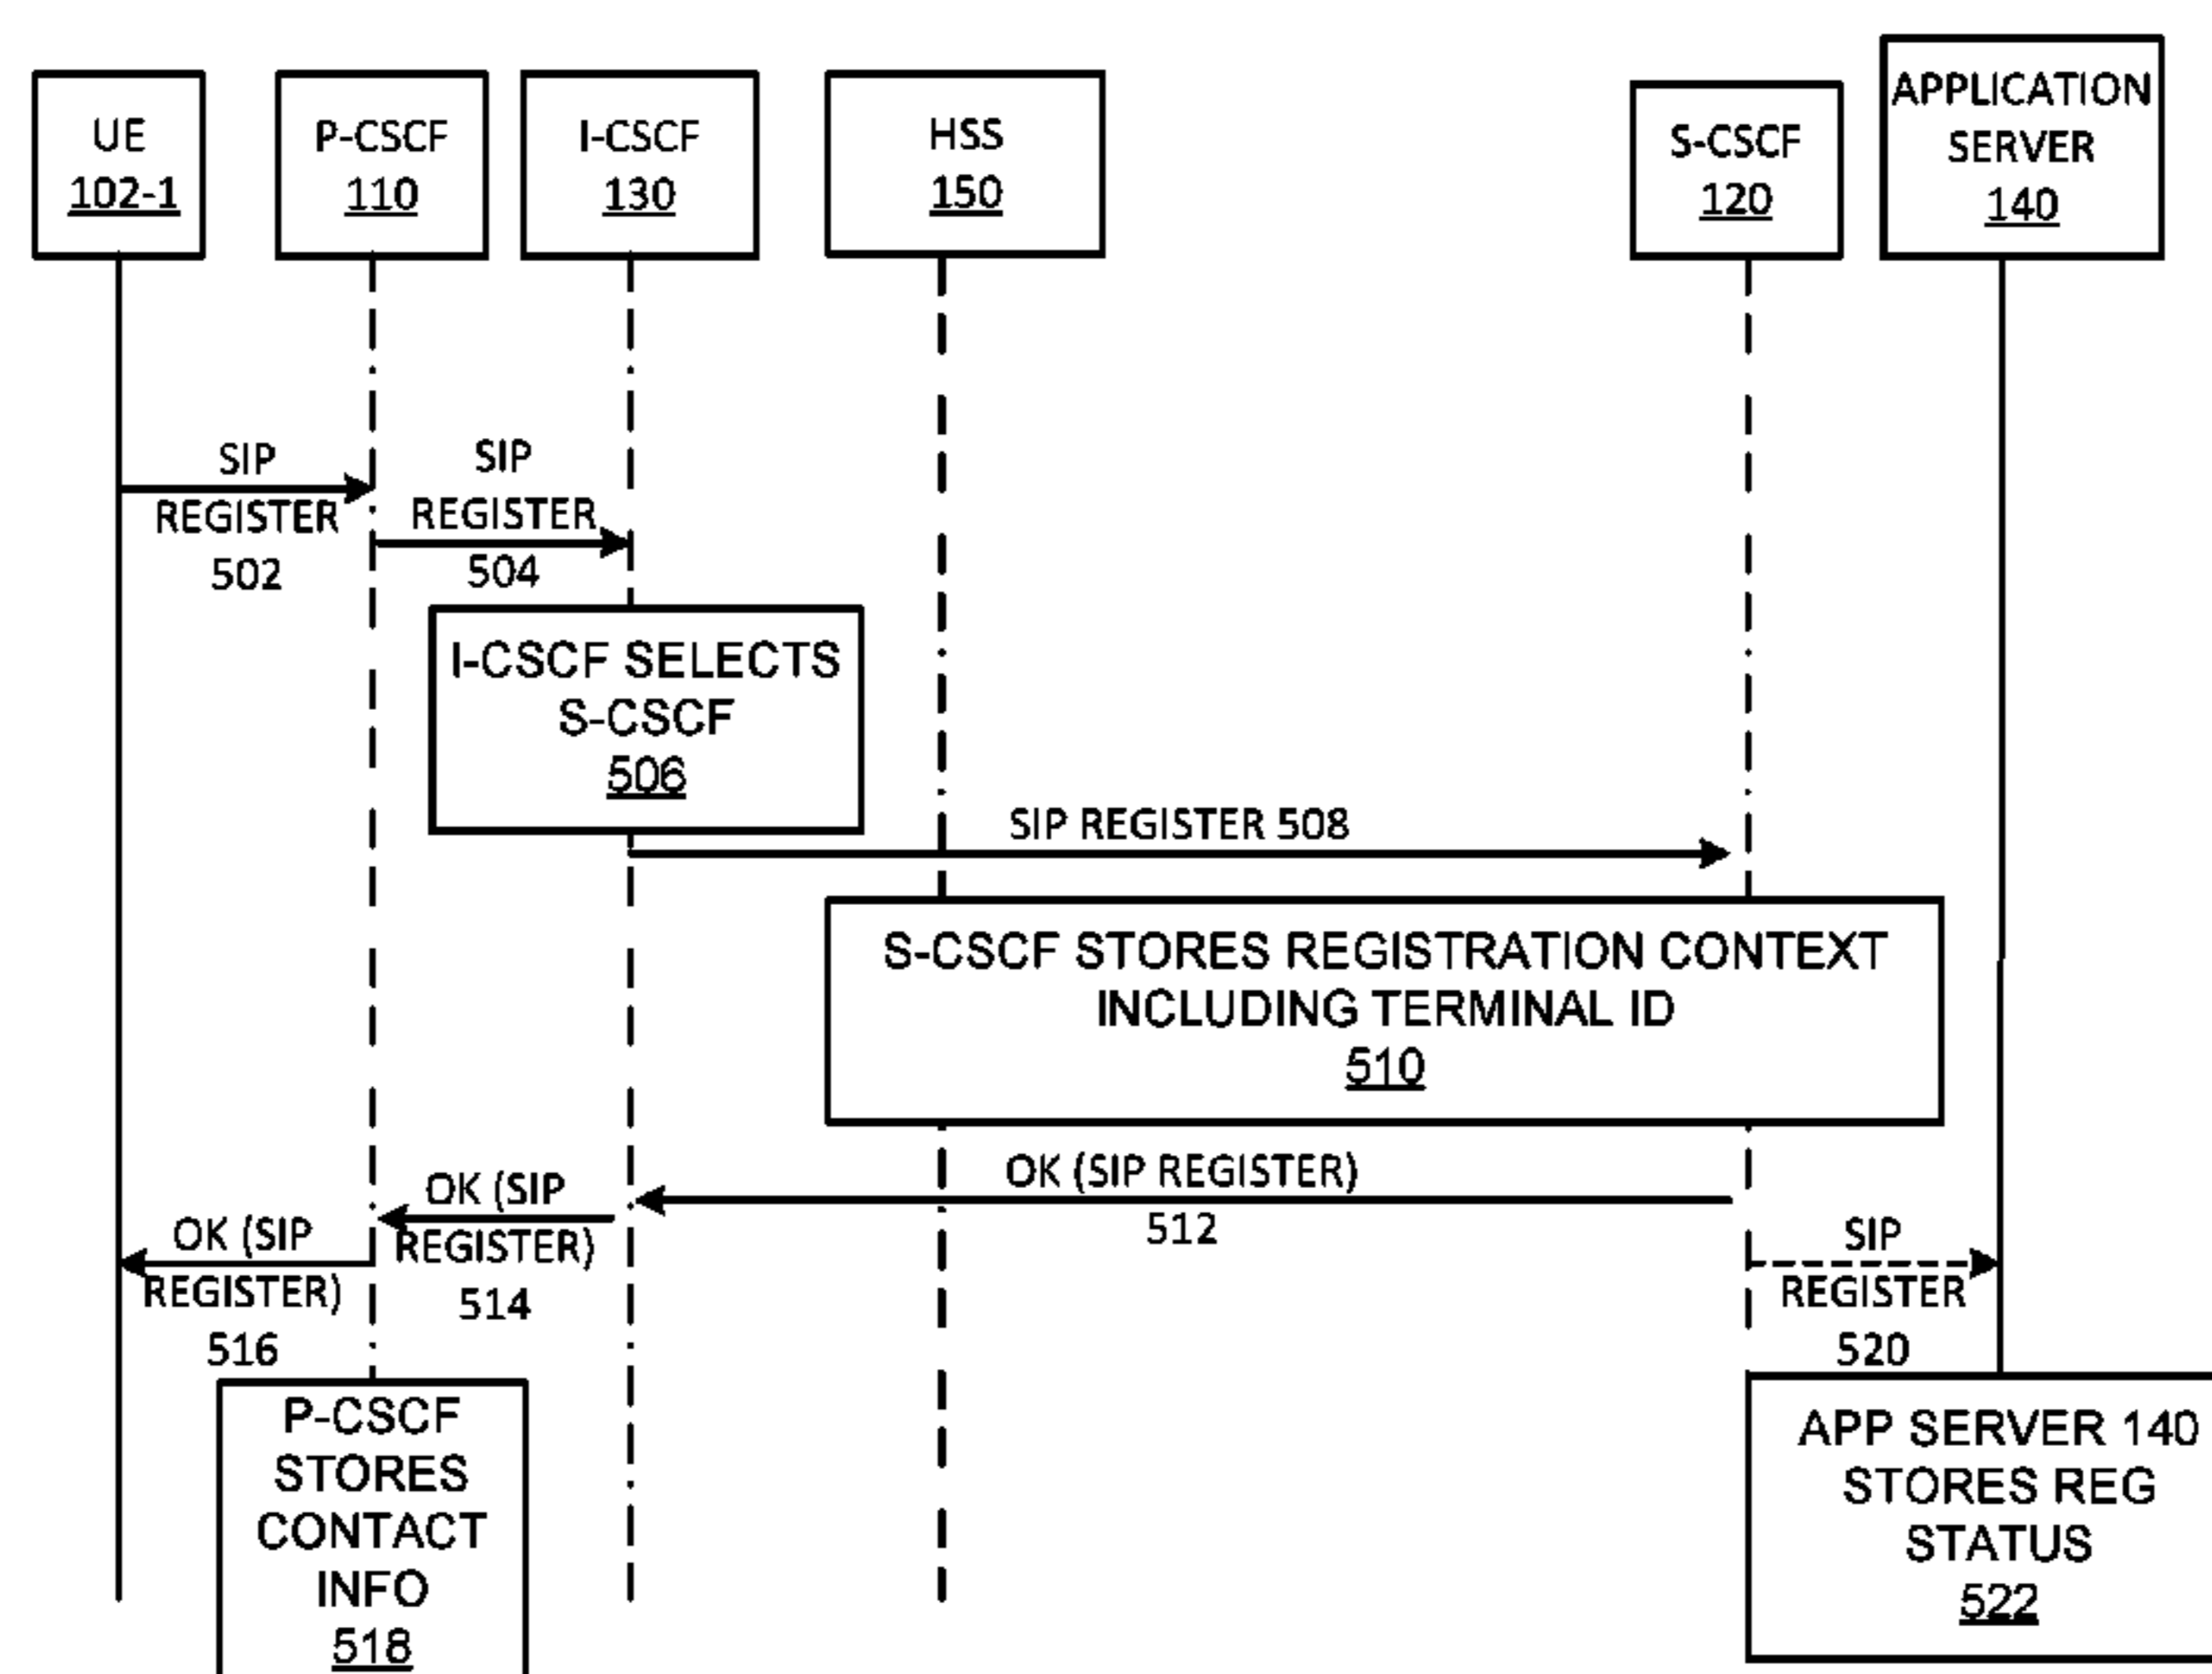 UE
102-1
P-CSCF
110
I-CSCF
130
HSS
150
S-CSCF
120
APPLICATION
SERVER
140
SIP
REGISTER
502
SIP
REGISTER
504
I-CSCF SELECTS
S-CSCF
506
SIP REGISTER 508
S-CSCF STORES REGISTRATION CONTEXT
INCLUDING TERMINAL ID
510
OK (SIP REGISTER)
512
OK (SIP
REGISTER)
514
OK (SIP
REGISTER)
516
P-CSCF
STORES
CONTACT
INFO
518
SIP
REGISTER
520
APP SERVER 140
STORES REG
STATUS
522